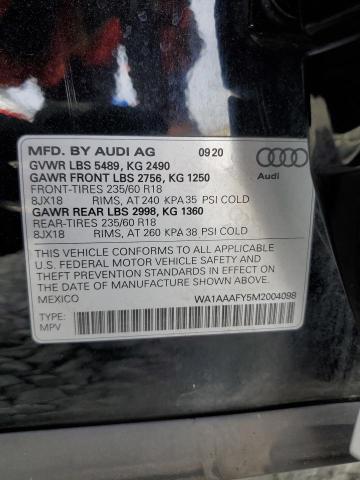 MFD. BY AUDI AG 0920
GVWR LBS 5489, KG 2490
GAWR FRONT LBS 2756, KG 1250
FRONT-TIRES 235/60 R18
8JX18 RIMS, AT 240 KPA 35 PSI COLD
GAWR REAR LBS 2998, KG 1360
REAR-TIRES 235/60 R18
8JX18 RIMS, AT 260 KPA 38 PSI COLD
Audi
THIS VEHICLE CONFORMS TO ALL APPLICABLE
U.S. FEDERAL MOTOR VEHICLE SAFETY AND
THEFT PREVENTION STANDARDS IN EFFECT ON
THE DATE OF MANUFACTURE SHOWN ABOVE.
MEXICO WA1AAAFY5M2004098
TYPE:
MPV